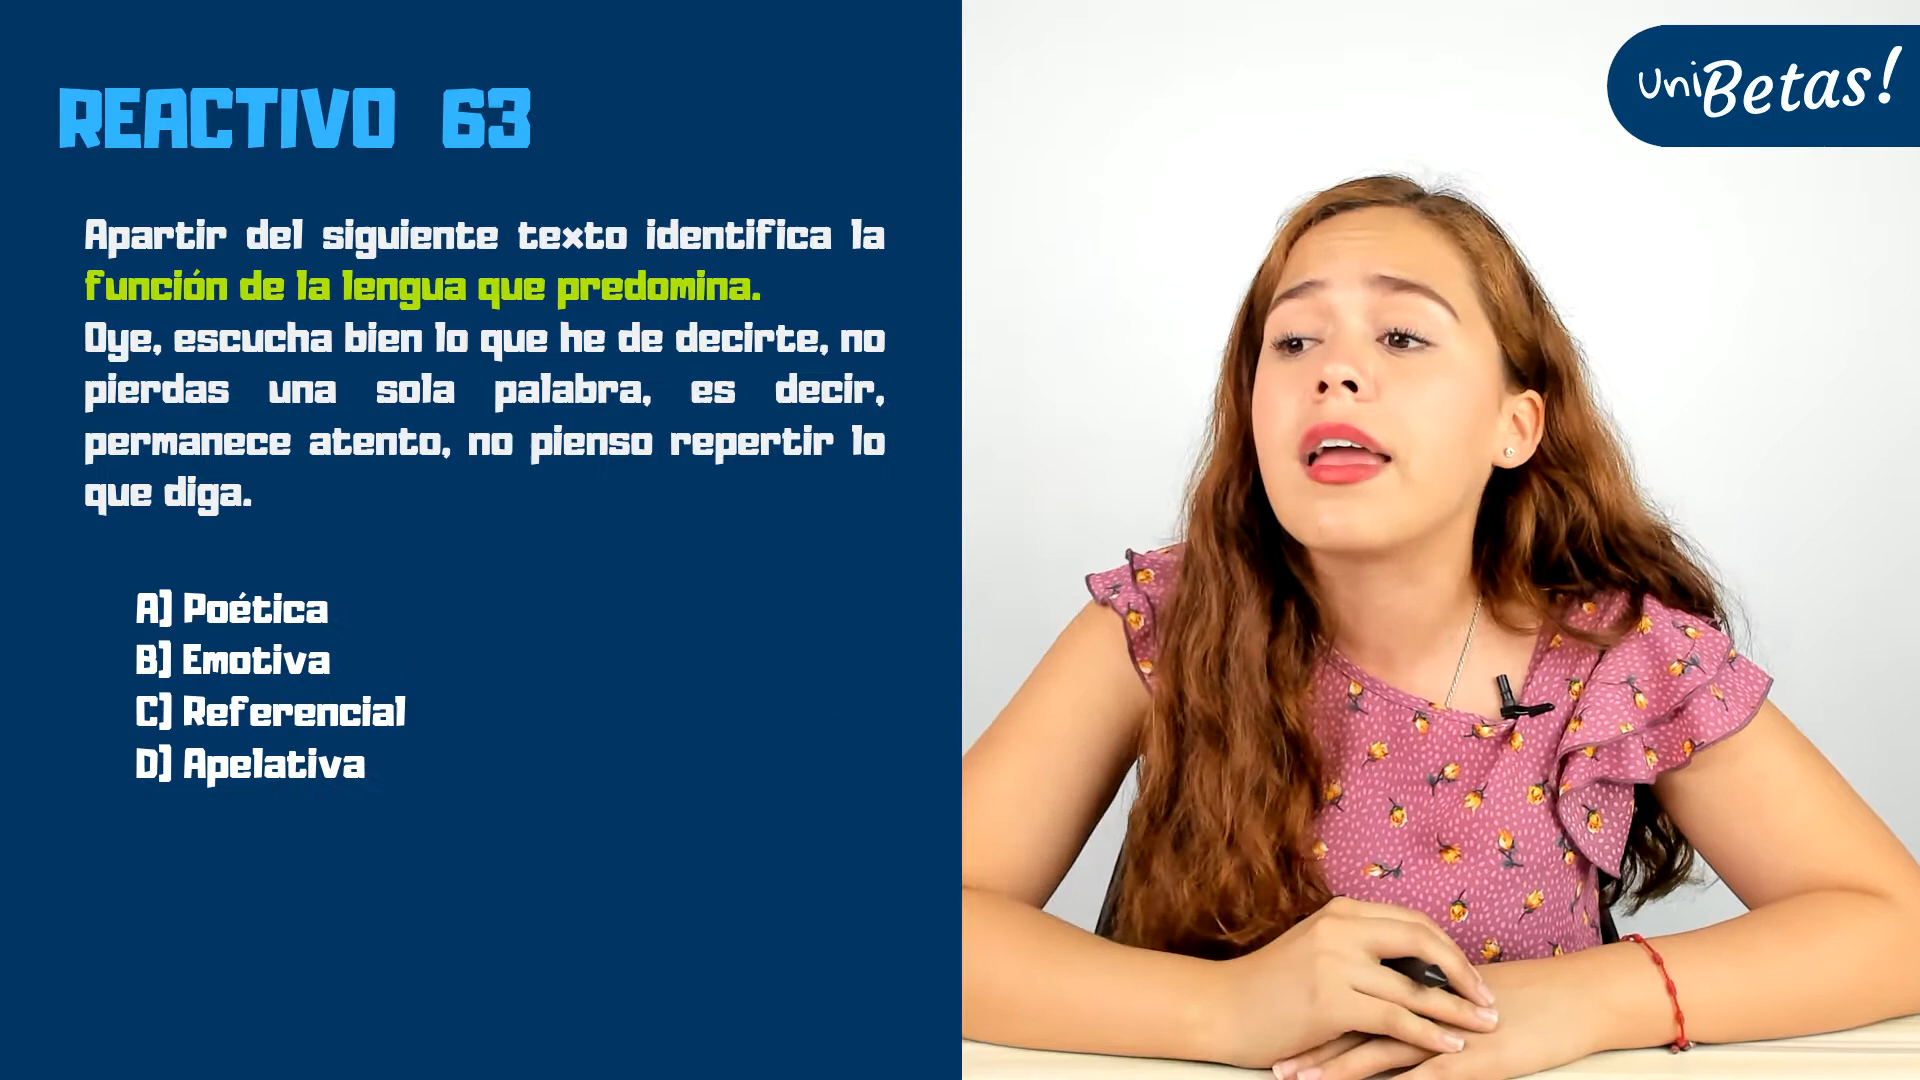 REACTIVO 63
Apartir del siguiente texto identifica la
función de la lengua que predomina.
Oye, escucha bien lo que he de decirte, no
pierdas una sola palabra, es decir,
permanece atento, no pienso repertir lo
que diga.
A] Poética
B] Emotiva
C] Referencial
D] Apelativa
UniBetas!